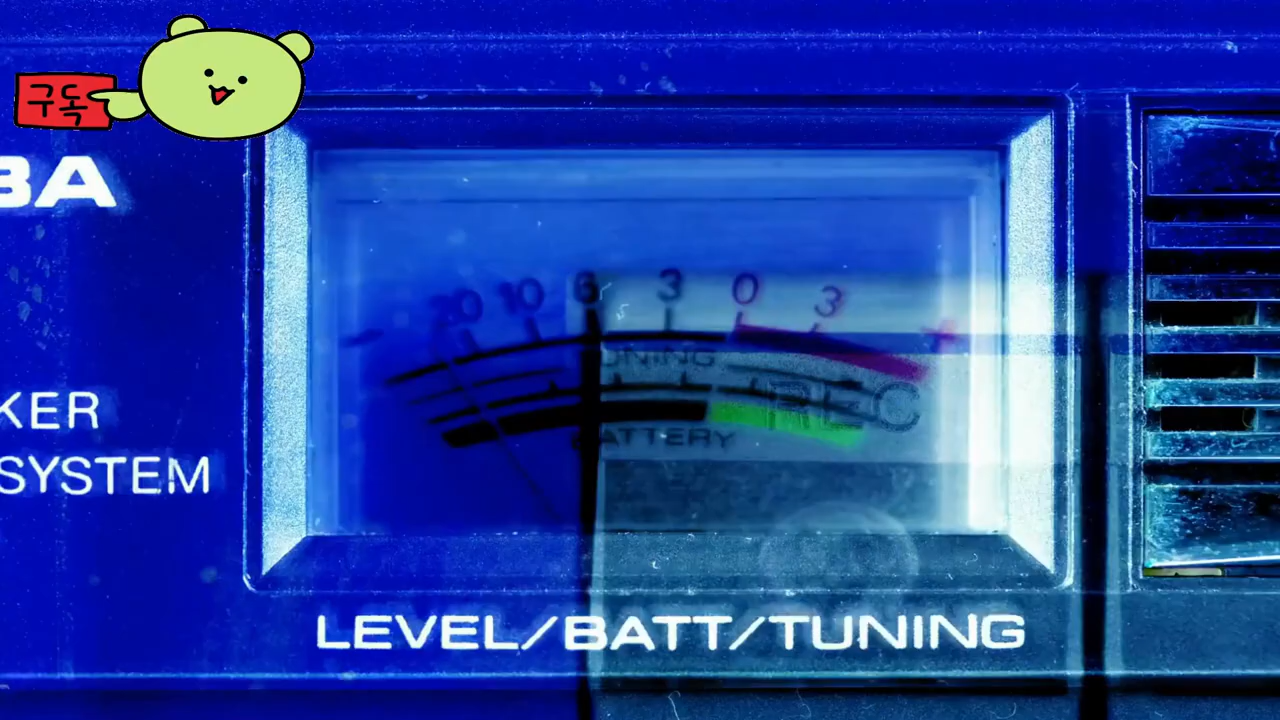 구독
BA
20 10 6 3 0 3
- +
TUNING
REC
BATTERY
KER
SYSTEM
LEVEL/BATT/TUNING